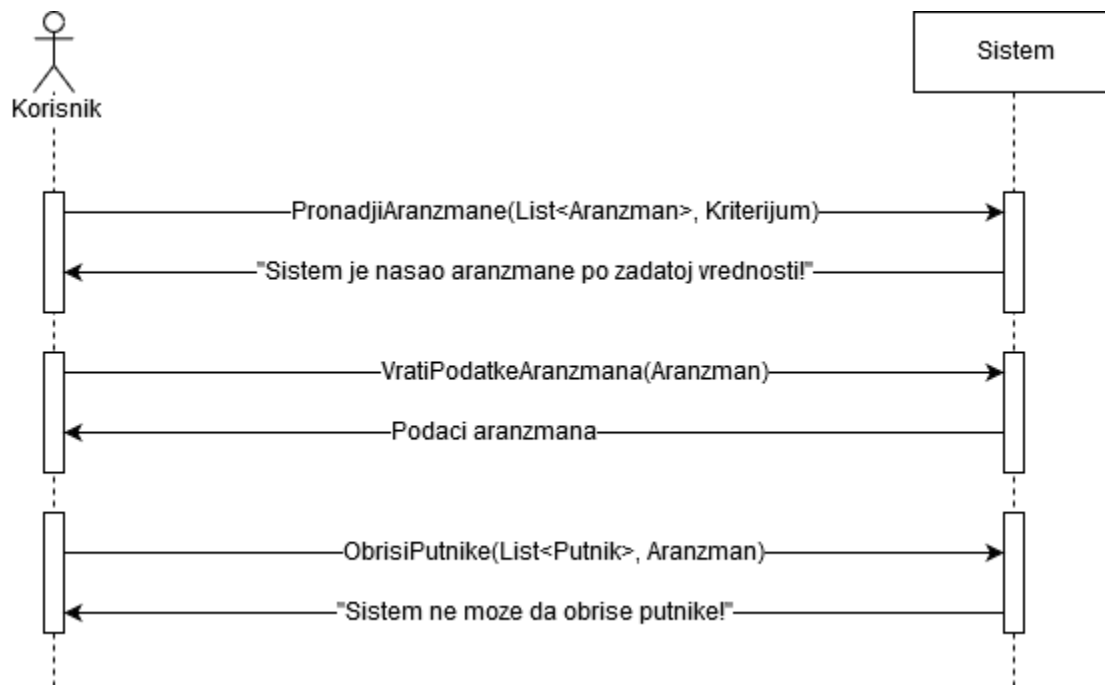 Korisnik
Sistem
PronadjiAranzmane(List<Aranzman>, Kriterijum)
"Sistem je nasao aranzmane po zadatoj vrednosti!"
VratiPodatkeAranzmana(Aranzman)
Podaci aranzmana
ObrisiPutnike(List<Putnik>, Aranzman)
"Sistem ne moze da obrise putnike!"